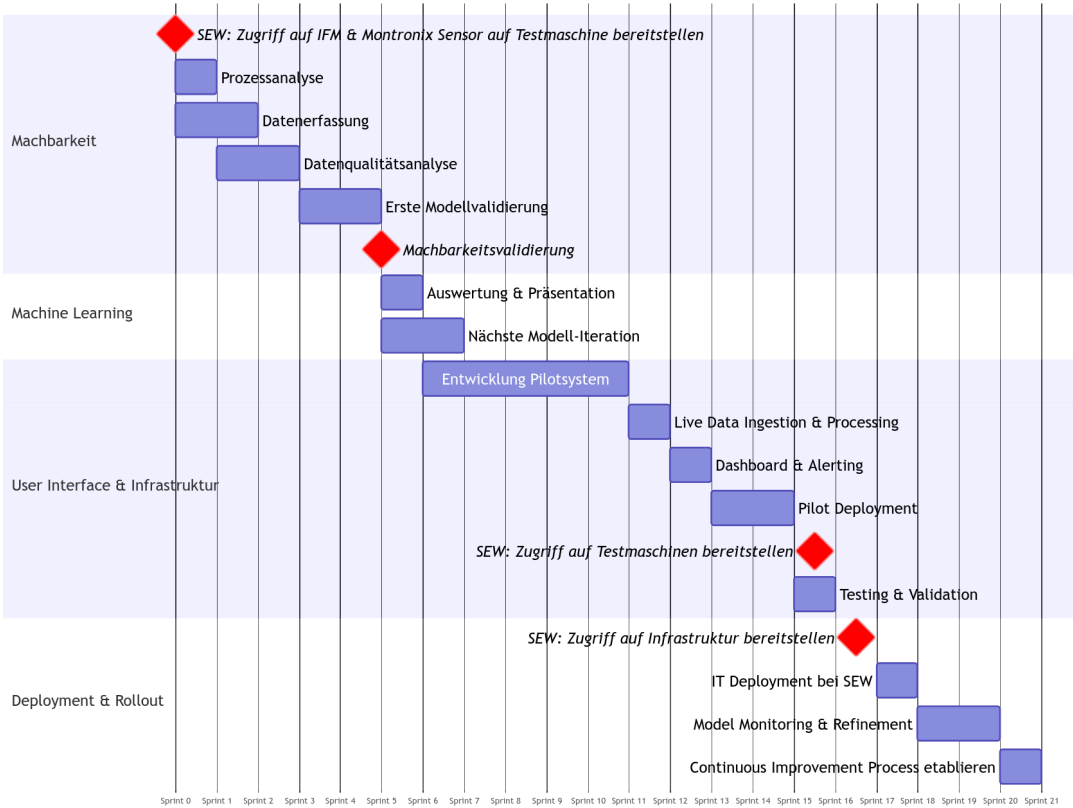 SEW: Zugriff auf IFM & Montronix Sensor auf Testmaschine bereitstellen
Prozessanalyse
Datenerfassung
Machbarkeit
Datenqualitätsanalyse
Erste Modellvalidierung
Machbarkeitsvalidierung
Auswertung & Präsentation
Machine Learning
Nächste Modell-Iteration
Entwicklung Pilotsystem
Live Data Ingestion & Processing
Dashboard & Alerting
User Interface & Infrastruktur
Pilot Deployment
SEW: Zugriff auf Testmaschinen bereitstellen
Testing & Validation
SEW: Zugriff auf Infrastruktur bereitstellen
IT Deployment bei SEW
Deployment & Rollout
Model Monitoring & Refinement
Continuous Improvement Process etablieren
Sprint 0 Sprint 1 Sprint 2 Sprint 3 Sprint 4 Sprint 5 Sprint 6 Sprint 7 Sprint 8 Sprint 9 Sprint 10 Sprint 11 Sprint 12 Sprint 13 Sprint 14 Sprint 15 Sprint 16 Sprint 17 Sprint 18 Sprint 19 Sprint 20 Sprint 21